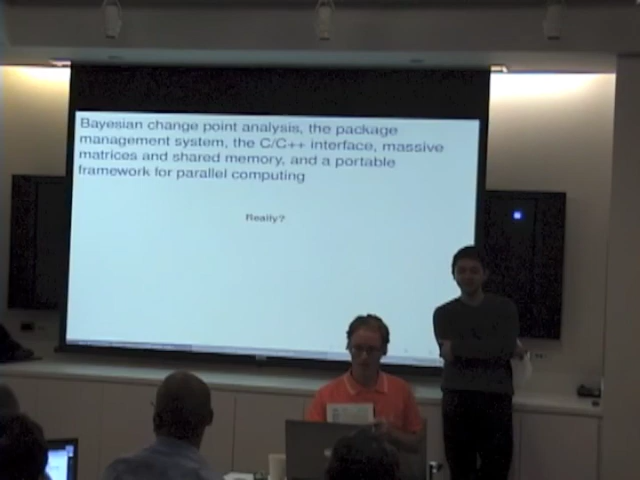 Bayesian change point analysis, the package
management system, the C/C++ interface, massive
matrices and shared memory, and a portable
framework for parallel computing
Really?